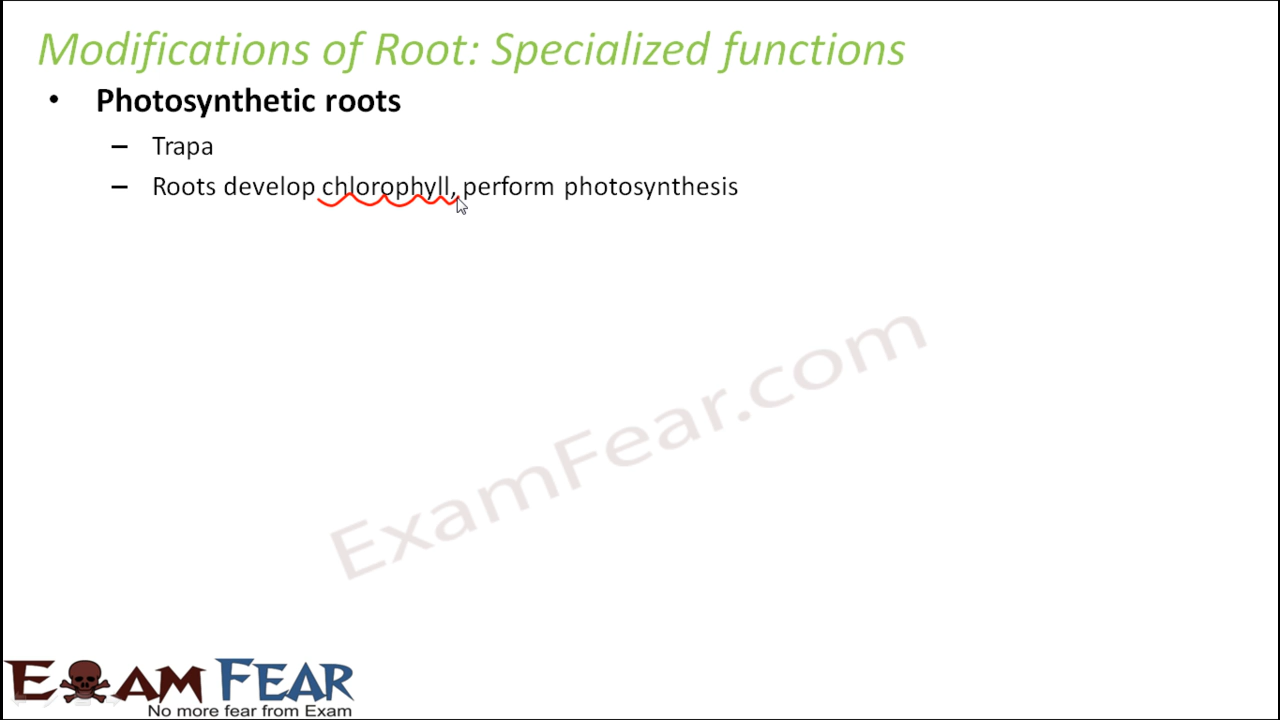 Modifications of Root: Specialized functions
• Photosynthetic roots
– Trapa
– Roots develop chlorophyll, perform photosynthesis
ExamFear.com
EXAM FEAR
No more fear from Exam